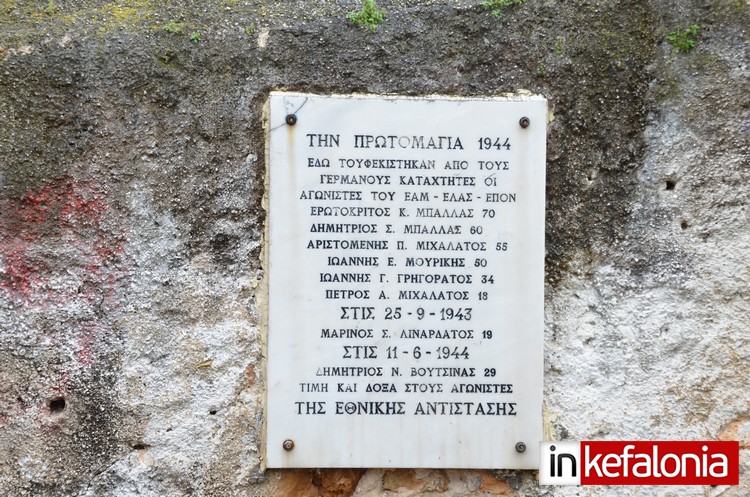 ΤΗΝ ΠΡΩΤΟΜΑΓΙΑ 1944
ΕΔΩ ΤΟΥΦΕΚΙΣΤΗΚΑΝ ΑΠΟ ΤΟΥΣ
ΓΕΡΜΑΝΟΥΣ ΚΑΤΑΧΤΗΤΕΣ ΟΙ
ΑΓΩΝΙΣΤΕΣ ΤΟΥ ΕΑΜ - ΕΛΑΣ - ΕΠΟΝ
ΕΡΩΤΟΚΡΙΤΟΣ Κ. ΜΠΑΛΛΑΣ 70
ΔΗΜΗΤΡΙΟΣ Σ. ΜΠΑΛΛΑΣ 60
ΑΡΙΣΤΟΜΕΝΗΣ Π. ΜΙΧΑΛΑΤΟΣ 55
ΙΩΑΝΝΗΣ Ε. ΜΟΥΡΙΚΗΣ 50
ΙΩΑΝΝΗΣ Γ. ΓΡΗΓΟΡΑΤΟΣ 34
ΠΕΤΡΟΣ Α. ΜΙΧΑΛΑΤΟΣ 18
ΣΤΙΣ 25 - 9 - 1943
ΜΑΡΙΝΟΣ Σ. ΛΙΝΑΡΔΑΤΟΣ 19
ΣΤΙΣ 11 - 6 - 1944
ΔΗΜΗΤΡΙΟΣ Ν. ΒΟΥΤΣΙΝΑΣ 29
ΤΙΜΗ ΚΑΙ ΔΟΞΑ ΣΤΟΥΣ ΑΓΩΝΙΣΤΕΣ
ΤΗΣ ΕΘΝΙΚΗΣ ΑΝΤΙΣΤΑΣΗΣ
inkefalonia